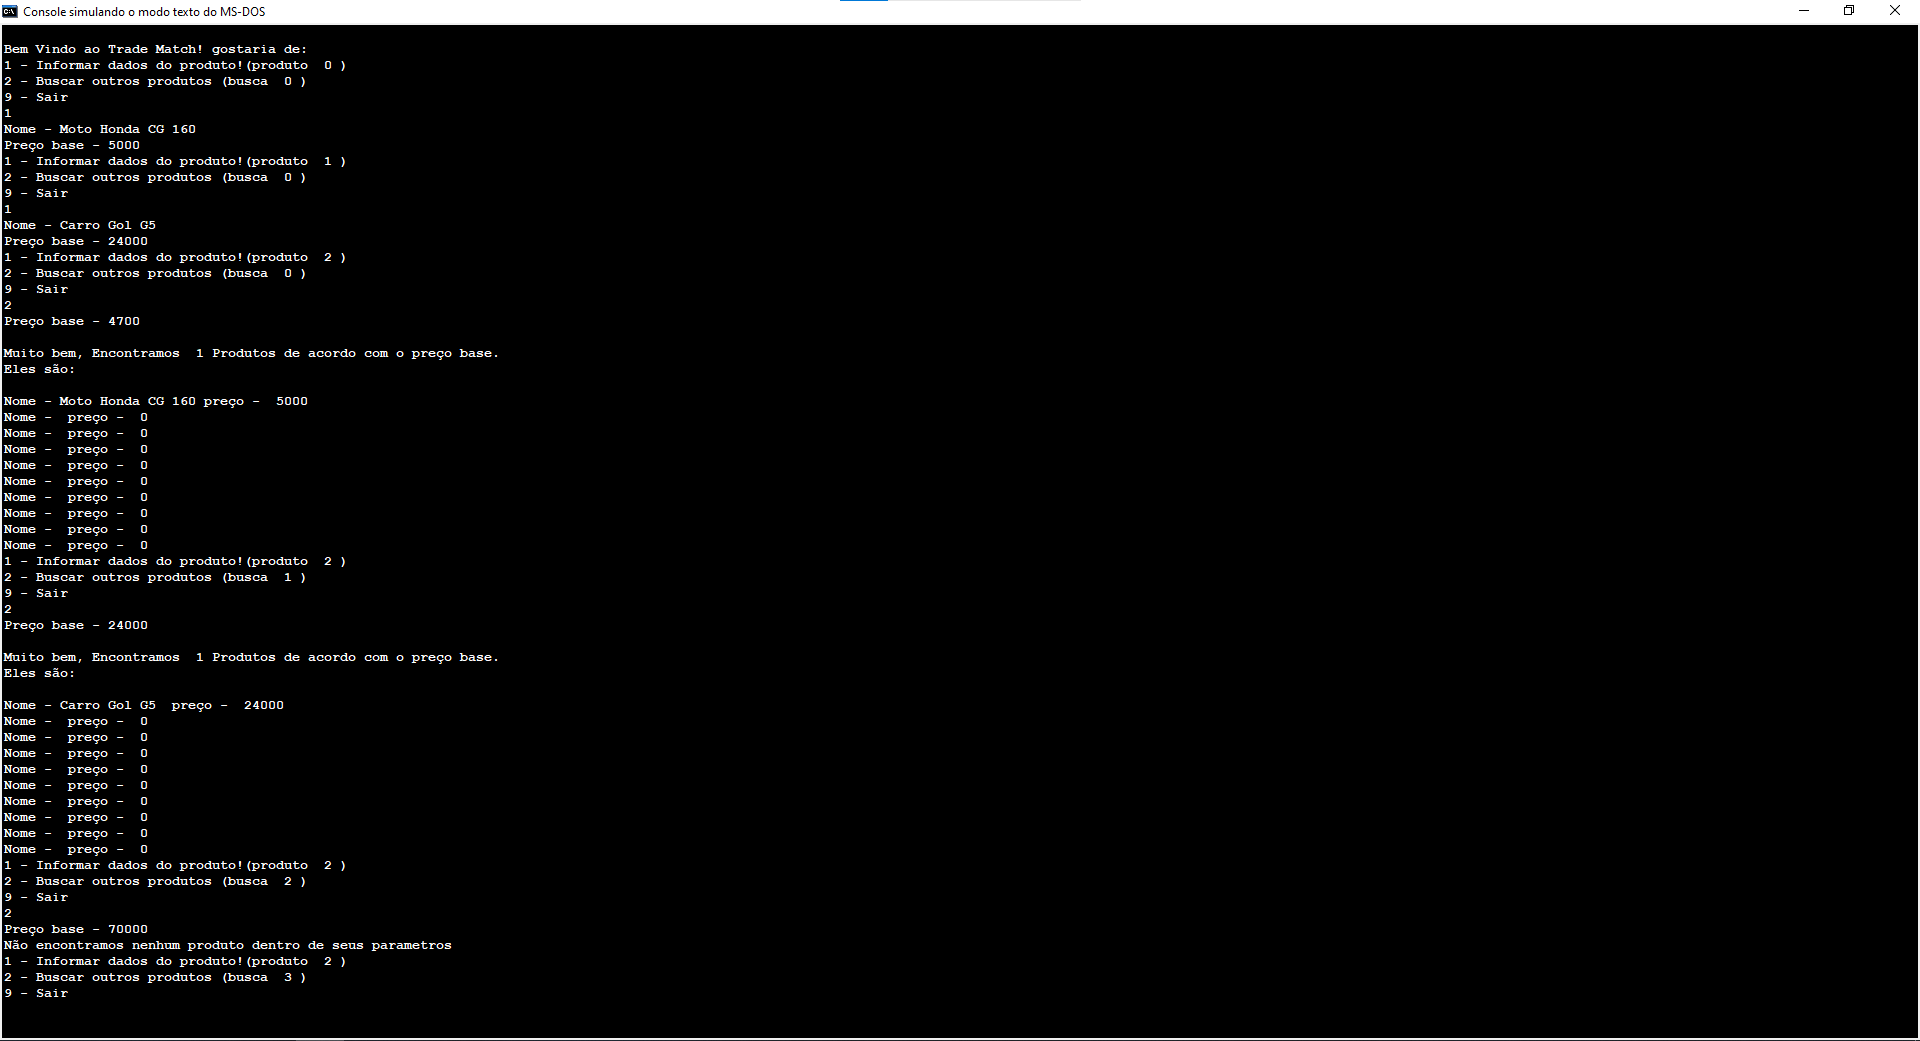 Console simulando o modo texto do MS-DOS
Bem Vindo ao Trade Match! gostaria de:
1 - Informar dados do produto!(produto  0 )
2 - Buscar outros produtos (busca  0 )
9 - Sair
1
Nome - Moto Honda CG 160
Preço base - 5000
1 - Informar dados do produto!(produto  1 )
2 - Buscar outros produtos (busca  0 )
9 - Sair
1
Nome - Carro Gol G5
Preço base - 24000
1 - Informar dados do produto!(produto  2 )
2 - Buscar outros produtos (busca  0 )
9 - Sair
2
Preço base - 4700
Muito bem, Encontramos  1 Produtos de acordo com o preço base.
Eles são:
Nome - Moto Honda CG 160 preço -  5000
Nome -  preço -  0
Nome -  preço -  0
Nome -  preço -  0
Nome -  preço -  0
Nome -  preço -  0
Nome -  preço -  0
Nome -  preço -  0
Nome -  preço -  0
Nome -  preço -  0
1 - Informar dados do produto!(produto  2 )
2 - Buscar outros produtos (busca  1 )
9 - Sair
2
Preço base - 24000
Muito bem, Encontramos  1 Produtos de acordo com o preço base.
Eles são:
Nome - Carro Gol G5  preço -  24000
Nome -  preço -  0
Nome -  preço -  0
Nome -  preço -  0
Nome -  preço -  0
Nome -  preço -  0
Nome -  preço -  0
Nome -  preço -  0
Nome -  preço -  0
Nome -  preço -  0
1 - Informar dados do produto!(produto  2 )
2 - Buscar outros produtos (busca  2 )
9 - Sair
2
Preço base - 70000
Não encontramos nenhum produto dentro de seus parametros
1 - Informar dados do produto!(produto  2 )
2 - Buscar outros produtos (busca  3 )
9 - Sair